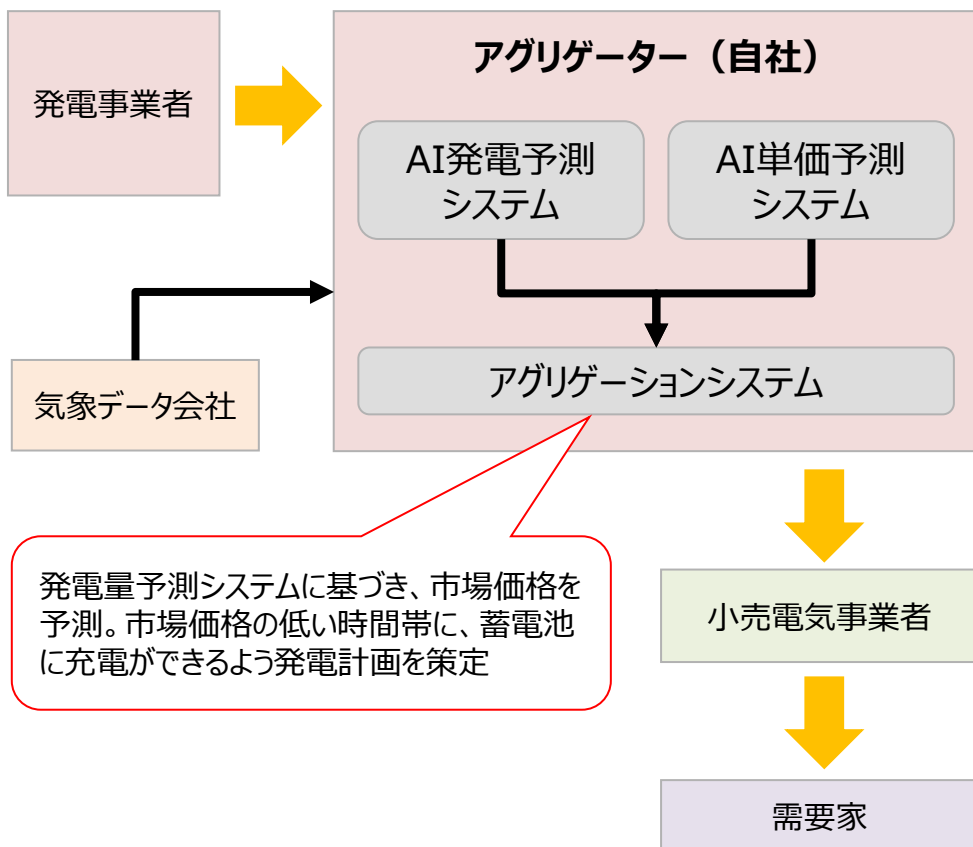 発電事業者
アグリゲーター（自社）
AI発電予測
システム
AI単価予測
システム
アグリゲーションシステム
気象データ会社
発電量予測システムに基づき、市場価格を
予測。市場価格の低い時間帯に、蓄電池
に充電ができるよう発電計画を策定
小売電気事業者
需要家